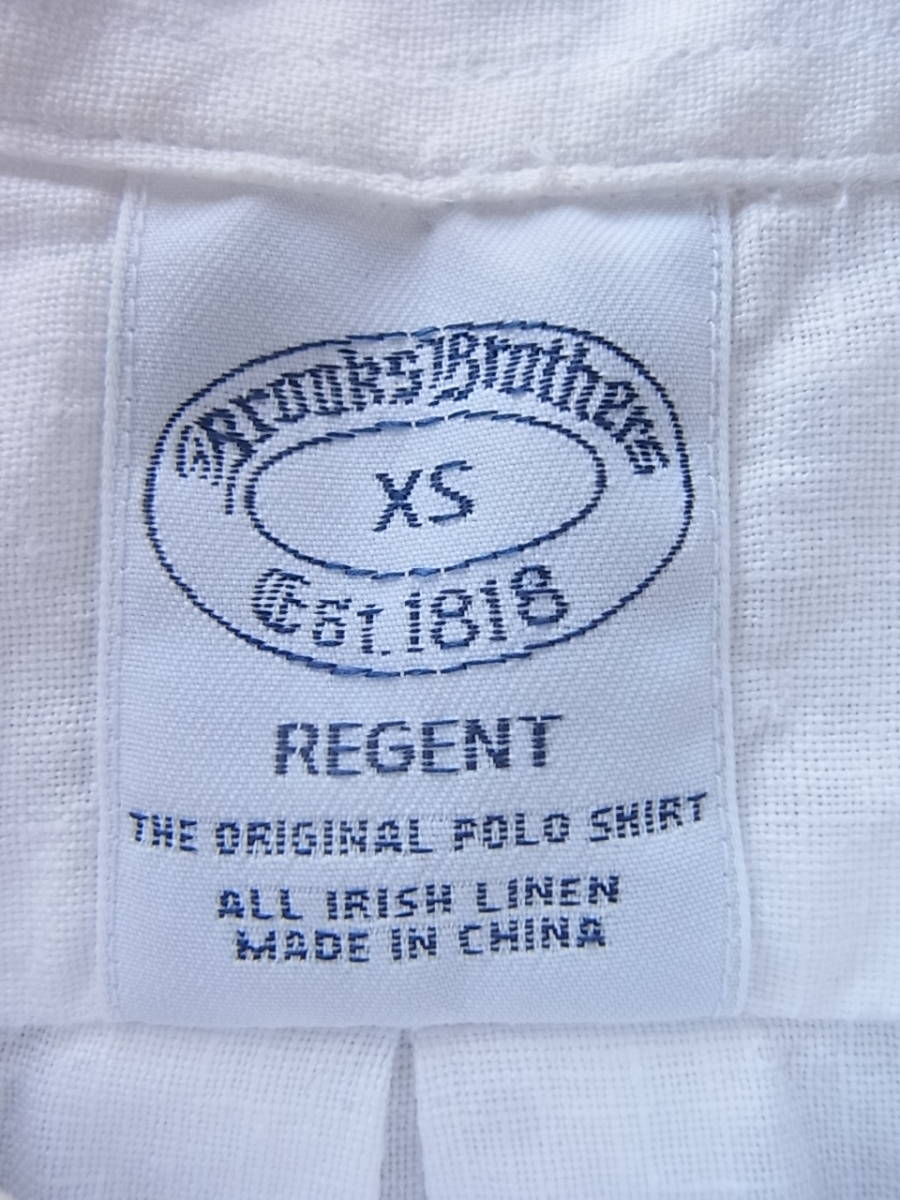 Brooks Brothers
XS
Est. 1818
REGENT
THE ORIGINAL POLO SHIRT
ALL IRISH LINEN
MADE IN CHINA